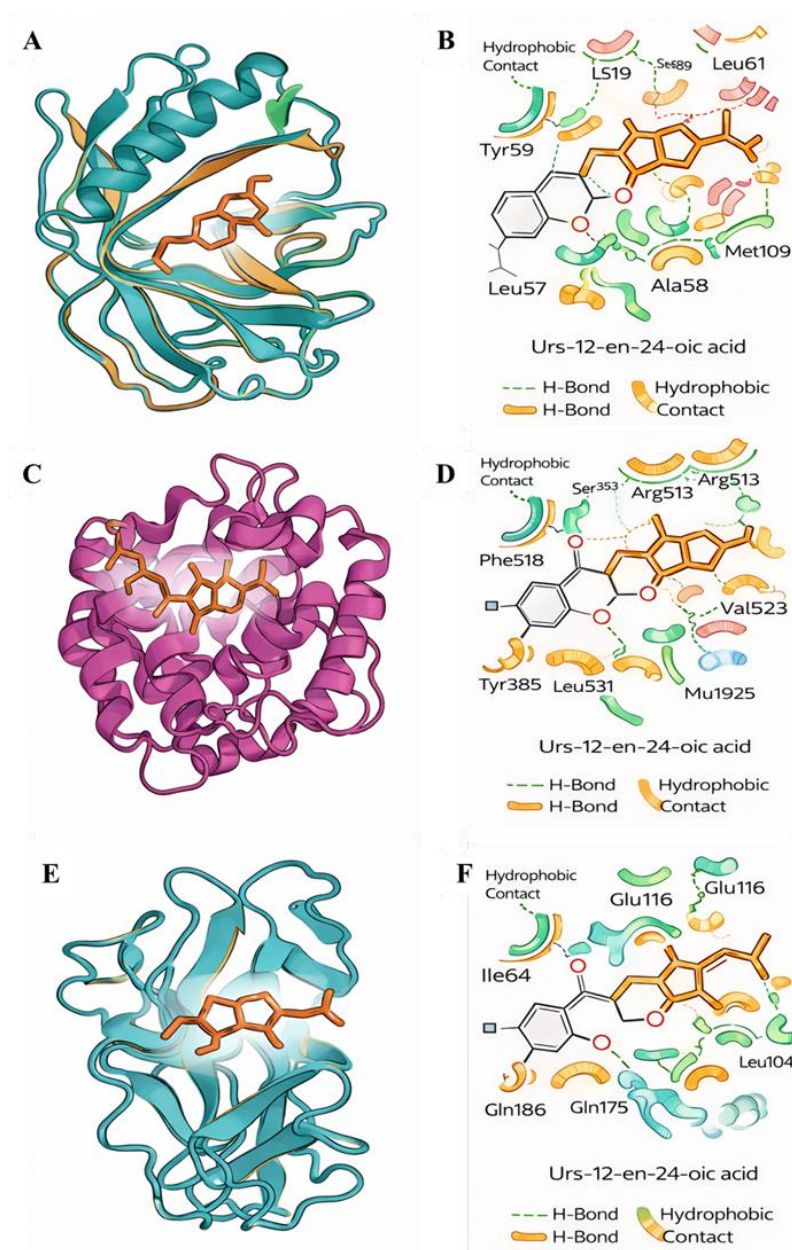 A
B
Hydrophobic
Contact
LS19
Leu61
Tyr59
Leu57
Ala58
Met109
Urs-12-en-24-oic acid
H-Bond
H-Bond
Hydrophobic
Contact
C
D
Hydrophobic
Contact
Ser353
Arg513
Arg513
Phe518
Val523
Tyr385
Leu531
Mu1925
Urs-12-en-24-oic acid
H-Bond
H-Bond
Hydrophobic
Contact
E
F
Hydrophobic
Contact
Glu116
Glu116
Ile64
Leu104
Gln186
Gln175
Urs-12-en-24-oic acid
H-Bond
H-Bond
Hydrophobic
Contact